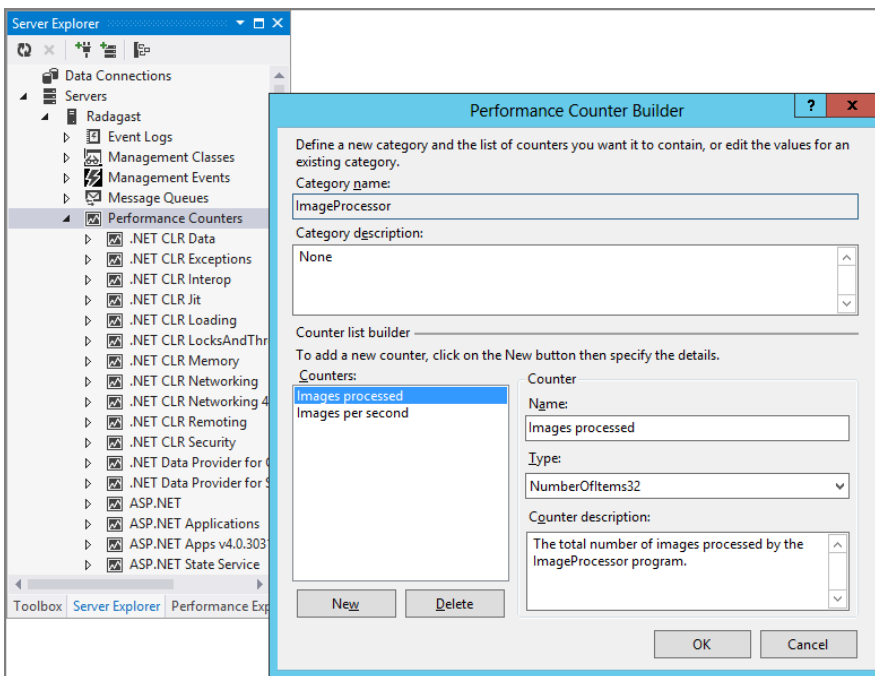 Server Explorer
Data Connections
Servers
Radagast
Event Logs
Management Classes
Management Events
Message Queues
Performance Counters
.NET CLR Data
.NET CLR Exceptions
.NET CLR Interop
.NET CLR Jit
.NET CLR Loading
.NET CLR LocksAndThr
.NET CLR Memory
.NET CLR Networking
.NET CLR Networking 4
.NET CLR Remoting
.NET CLR Security
.NET Data Provider for
.NET Data Provider for S
ASP.NET
ASP.NET Applications
ASP.NET Apps v4.0.303
ASP.NET State Service
Toolbox Server Explorer Performance Exp
Performance Counter Builder
? x
Define a new category and the list of counters you want it to contain, or edit the values for an
existing category.
Category name:
ImageProcessor
Category description:
None
Counter list builder
To add a new counter, click on the New button then specify the details.
Counters:
Images processed
Images per second
New Delete
Counter
Name:
Images processed
Type:
NumberOfItems32
Counter description:
The total number of images processed by the
ImageProcessor program.
OK Cancel